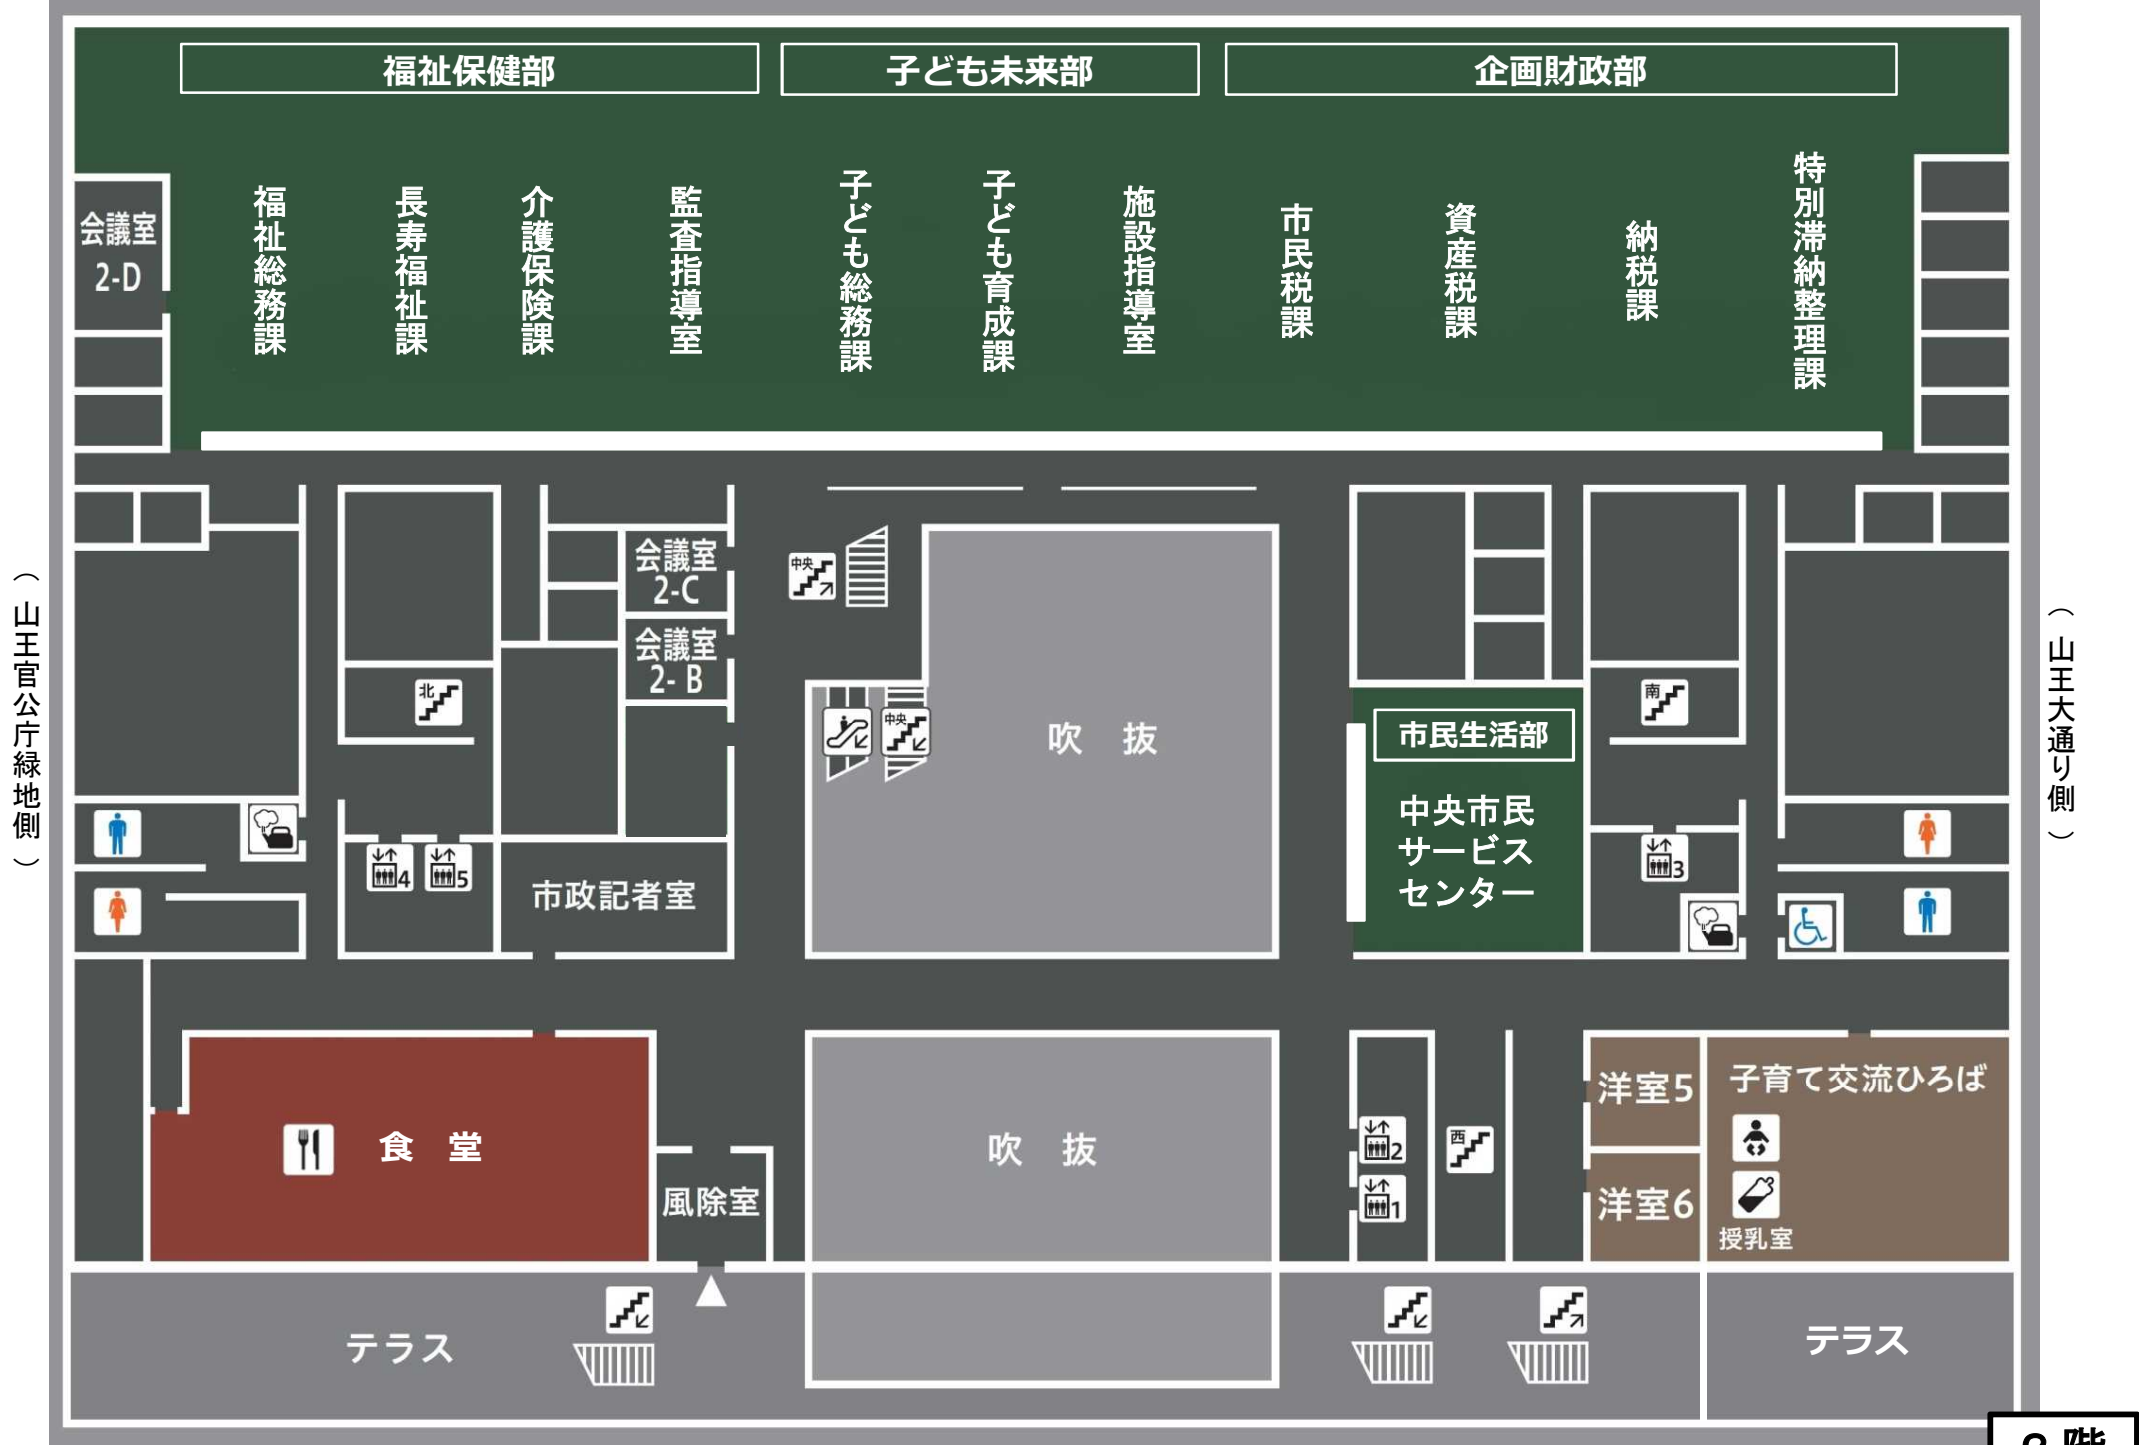 福祉保健部
子ども未来部
企画財政部
会議室
2-D
福祉総務課
長寿福祉課
介護保険課
監査指導室
子ども総務課
子ども育成課
施設指導室
市民税課
資産税課
納税課
特別滞納整理課
(山王官公庁緑地側)
(山王大通り側)
会議室
2-C
会議室
2-B
中央
北
中央
吹 抜
南
市民生活部
中央市民
サービス
センター
4
5
3
市政記者室
食 堂
風除室
吹 抜
2
1
西
洋室5
洋室6
子育て交流ひろば
授乳室
テラス
テラス
階